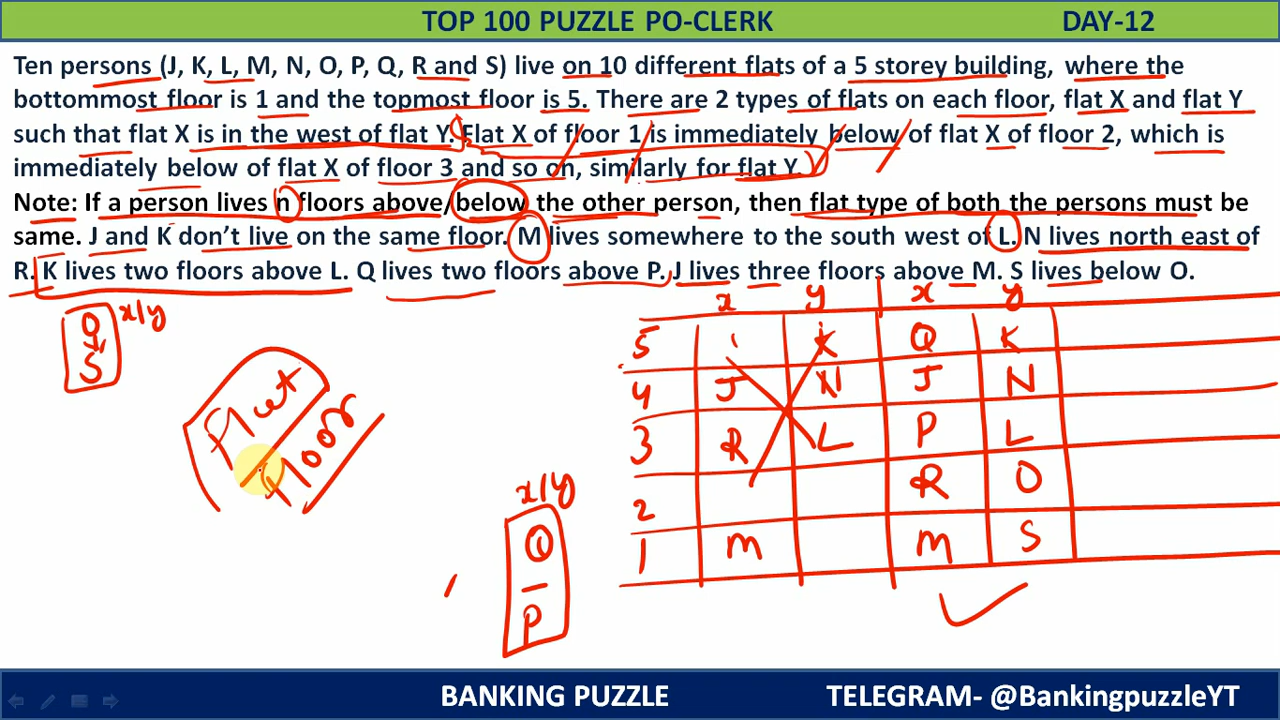 TOP 100 PUZZLE PO-CLERK DAY-12
Ten persons (J, K, L, M, N, O, P, Q, R and S) live on 10 different flats of a 5 storey building, where the
bottommost floor is 1 and the topmost floor is 5. There are 2 types of flats on each floor, flat X and flat Y
such that flat X is in the west of flat Y. Flat X of floor 1 is immediately below of flat X of floor 2, which is
immediately below of flat X of floor 3 and so on, similarly for flat Y.
Note: If a person lives n floors above/below the other person, then flat type of both the persons must be
same. J and K don't live on the same floor. M lives somewhere to the south west of L. N lives north east of
R. K lives two floors above L. Q lives two floors above P. J lives three floors above M. S lives below O.
x/y
O
S
Flat
Floor
x/y
Q
P
x y x y
5 K Q K
4 J N J N
3 R L P L
2 R O
1 M M S
BANKING PUZZLE TELEGRAM- @BankingpuzzleYT